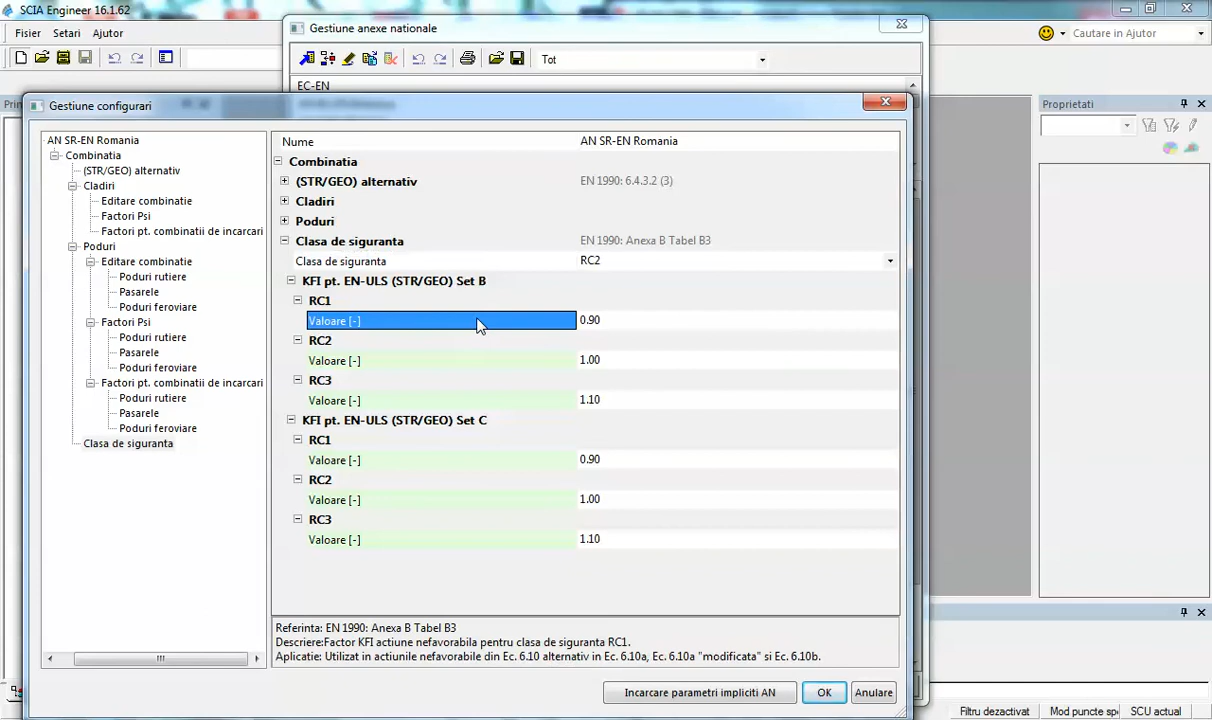 SCIA Engineer 16.1.62
Fisier Setari Ajutor
Cautare in Ajutor
Gestiune anexe nationale
Tot
EC-EN
Gestiune configurari
Proprietati
AN SR-EN Romania
Combinatia
(STR/GEO) alternativ
Cladiri
Editare combinatie
Factori Psi
Factori pt. combinatii de incarcari
Poduri
Editare combinatie
Poduri rutiere
Pasarele
Poduri feroviare
Factori Psi
Poduri rutiere
Pasarele
Poduri feroviare
Factori pt. combinatii de incarcari
Poduri rutiere
Pasarele
Poduri feroviare
Clasa de siguranta
Nume AN SR-EN Romania
Combinatia
(STR/GEO) alternativ EN 1990: 6.4.3.2 (3)
Cladiri
Poduri
Clasa de siguranta EN 1990: Anexa B Tabel B3
Clasa de siguranta RC2
KFI pt. EN-ULS (STR/GEO) Set B
RC1
Valoare [-] 0.90
RC2
Valoare [-] 1.00
RC3
Valoare [-] 1.10
KFI pt. EN-ULS (STR/GEO) Set C
RC1
Valoare [-] 0.90
RC2
Valoare [-] 1.00
RC3
Valoare [-] 1.10
Referinta: EN 1990: Anexa B Tabel B3
Descriere:Factor KFI actiune nefavorabila pentru clasa de siguranta RC1.
Aplicatie: Utilizat in actiunile nefavorabile din Ec. 6.10 alternativ in Ec. 6.10a, Ec. 6.10a "modificata" si Ec. 6.10b.
Incarcare parametri impliciti AN OK Anulare
Filtru dezactivat Mod puncte SCU actual